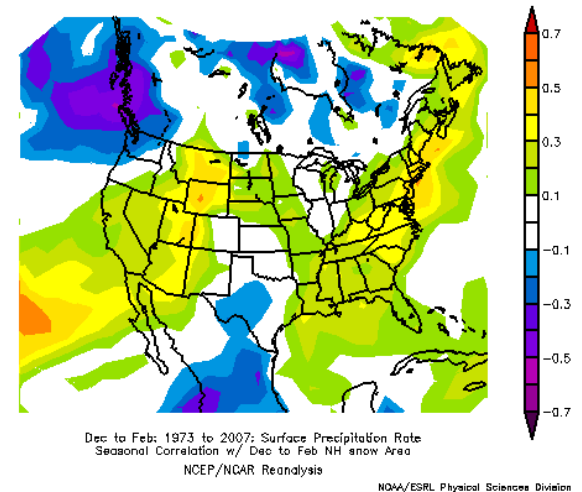 0.7
0.5
0.3
0.1
-0.1
-0.3
-0.5
-0.7
Dec to Feb: 1973 to 2007: Surface Precipitation Rate
Seasonal Correlation w/ Dec to Feb NH snow Area
NCEP/NCAR Reanalysis
NOAA/ESRL Physical Sciences Division